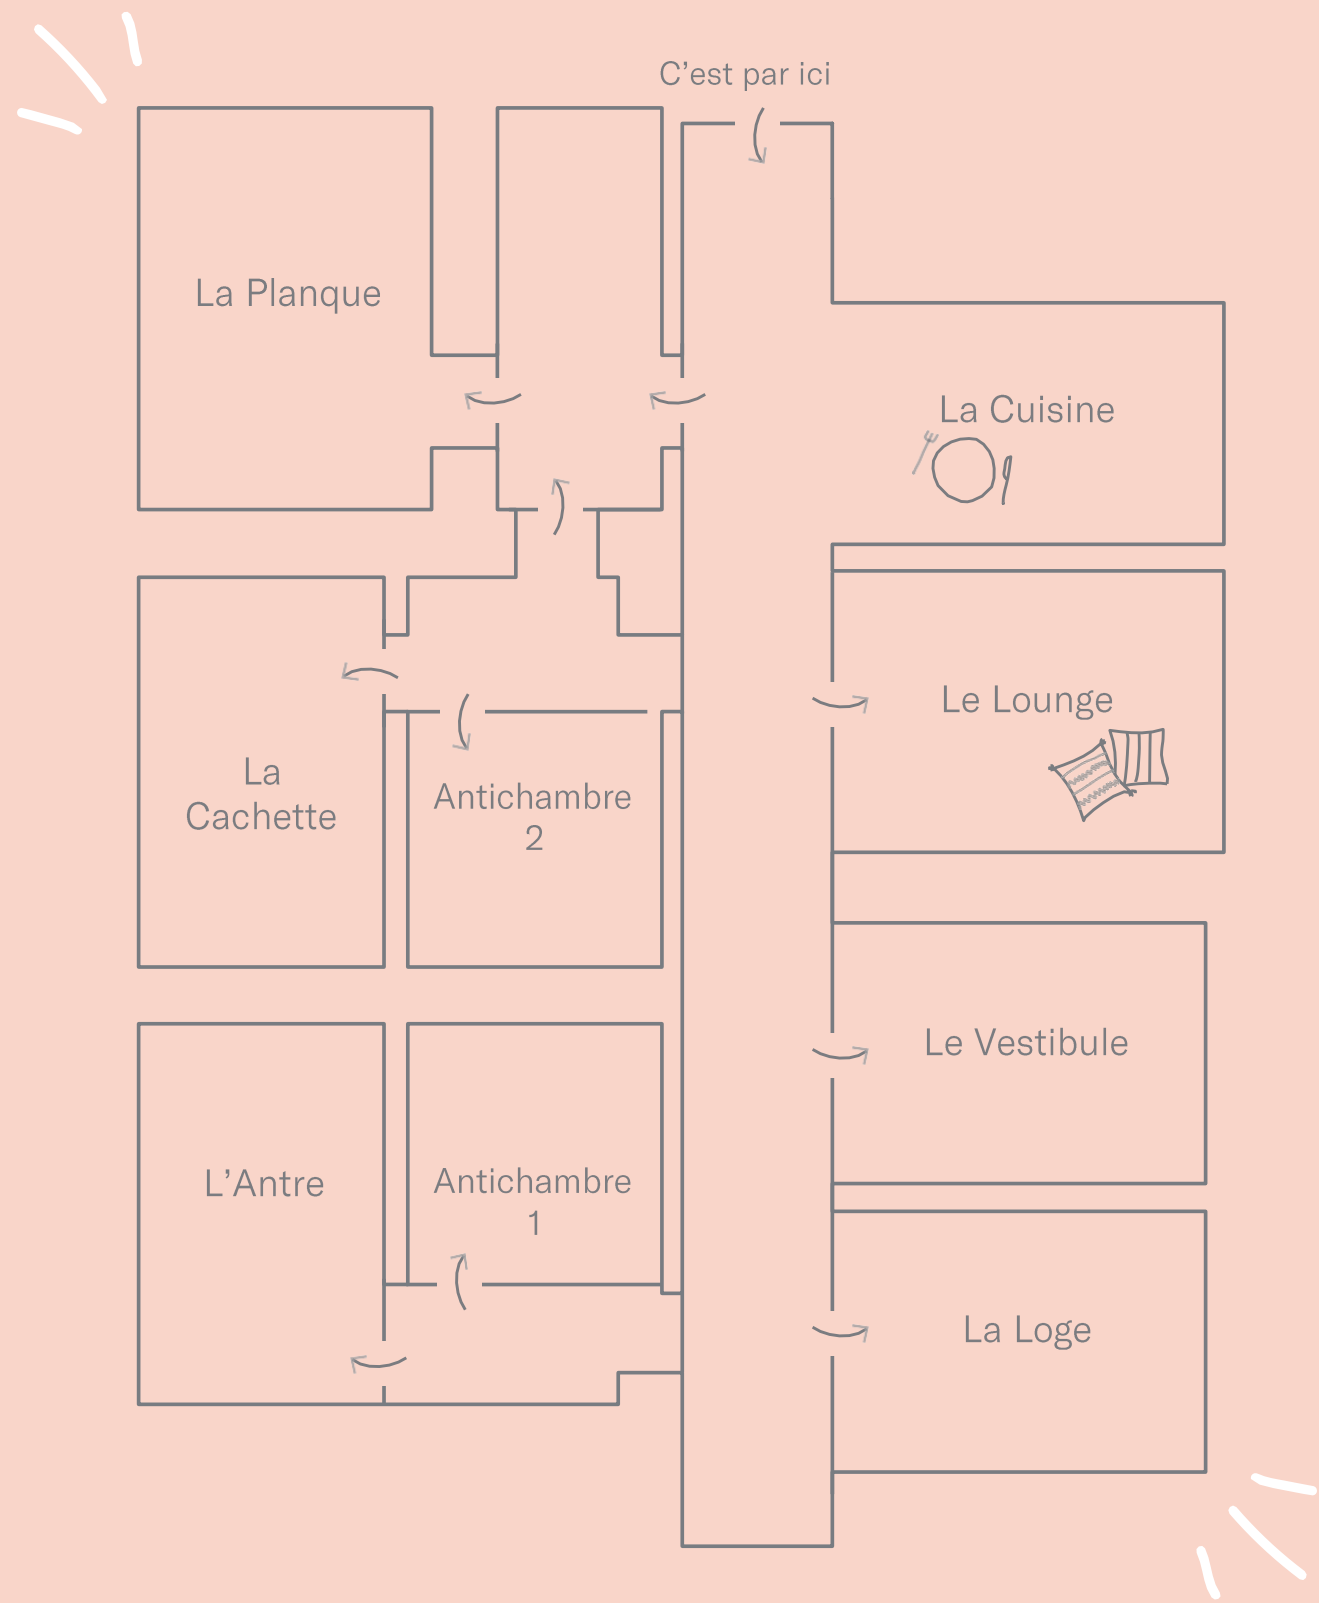 C’est par ici
La Planque
La Cuisine
Le Lounge
La
Cachette
Antichambre
2
Le Vestibule
L’Antre
Antichambre
1
La Loge